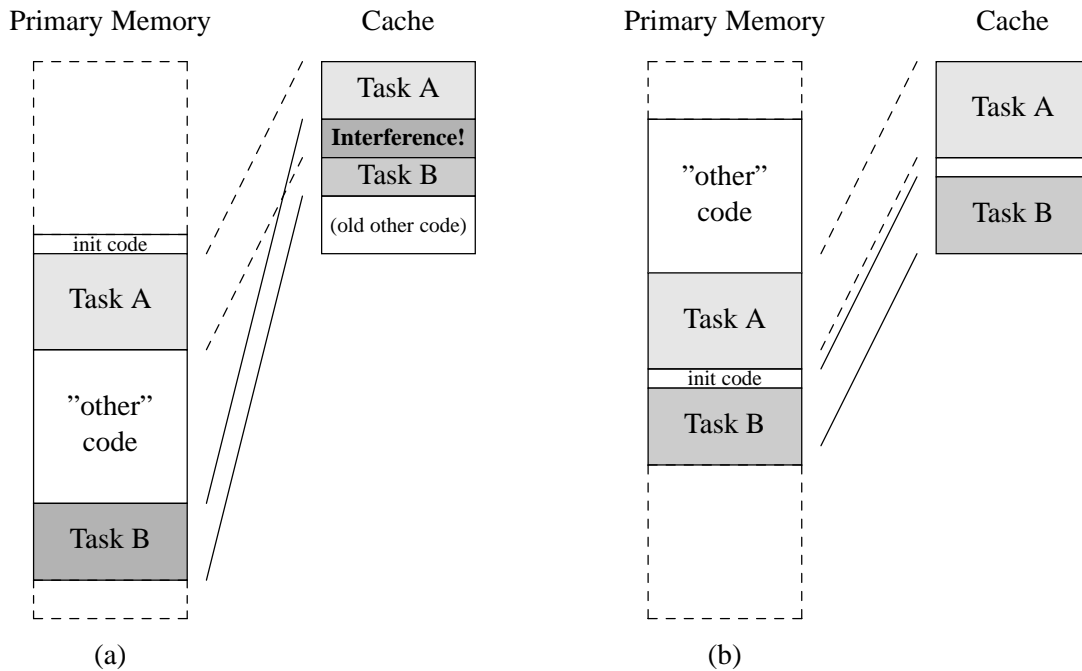 Primary Memory
Cache
Task A
Interference!
Task B
(old other code)
init code
Task A
”other”
code
Task B
(a)
Primary Memory
Cache
Task A
Task B
”other”
code
Task A
init code
Task B
(b)